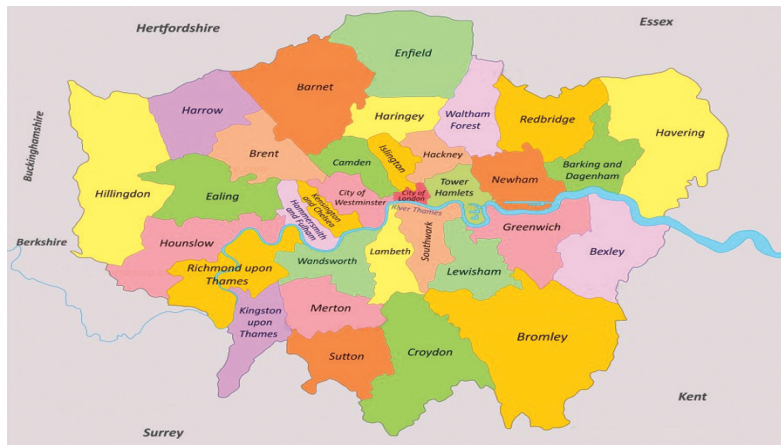 Hertfordshire
Essex
Enfield
Barnet
Harrow
Haringey
Waltham
Forest
Redbridge
Havering
Buckinghamshire
Brent
Camden
Islington
Hackney
Newham
Barking and
Dagenham
Hillingdon
Ealing
Hammersmith
and Fulham
Kensington
and Chelsea
City of
Westminster
City of
London
Tower
Hamlets
River Thames
Berkshire
Hounslow
Richmond upon
Thames
Wandsworth
Lambeth
Southwark
Lewisham
Greenwich
Bexley
Kingston
upon
Thames
Merton
Sutton
Croydon
Bromley
Surrey
Kent